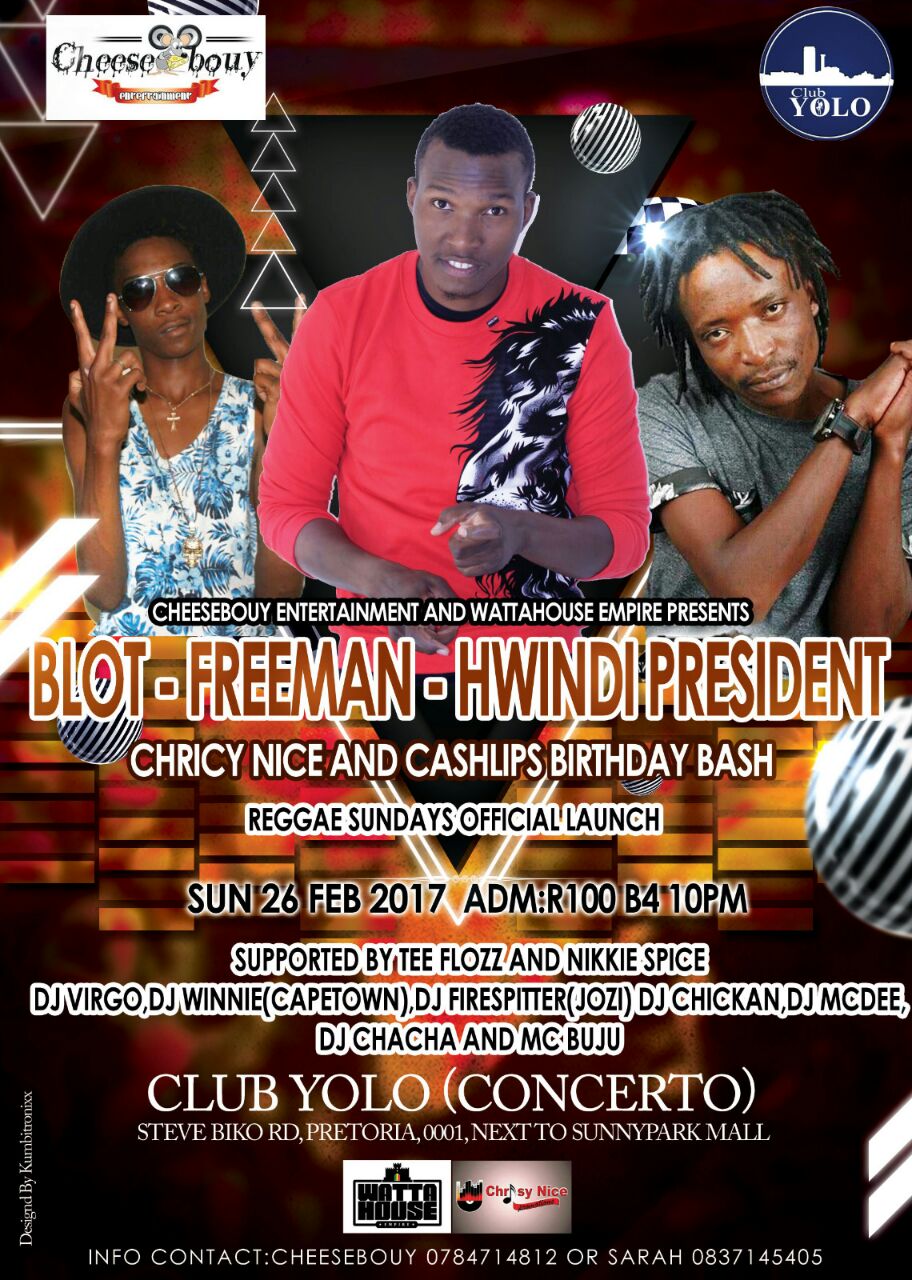 Cheese bouy
entertainment
Club
YOLO
CHEESEBOUY ENTERTAINMENT AND WATTAHOUSE EMPIRE PRESENTS
BLOT - FREEMAN - HWINDI PRESIDENT
CHRICY NICE AND CASHLIPS BIRTHDAY BASH
REGGAE SUNDAYS OFFICIAL LAUNCH
SUN 26 FEB 2017 ADM:R100 B4 10PM
SUPPORTED BY TEE FLOZZ AND NIKKIE SPICE
DJ VIRGO,DJ WINNIE(CAPETOWN),DJ FIRESPITTER(JOZI) DJ CHICKAN,DJ MCDEE,
DJ CHACHA AND MC BUJU
CLUB YOLO (CONCERTO)
STEVE BIKO RD, PRETORIA, 0001, NEXT TO SUNNYPARK MALL
Designd By Kumbitronixx
WATTA
HOUSE
EMPIRE
Chrisy Nice
INFO CONTACT:CHEESEBOUY 0784714812 OR SARAH 0837145405